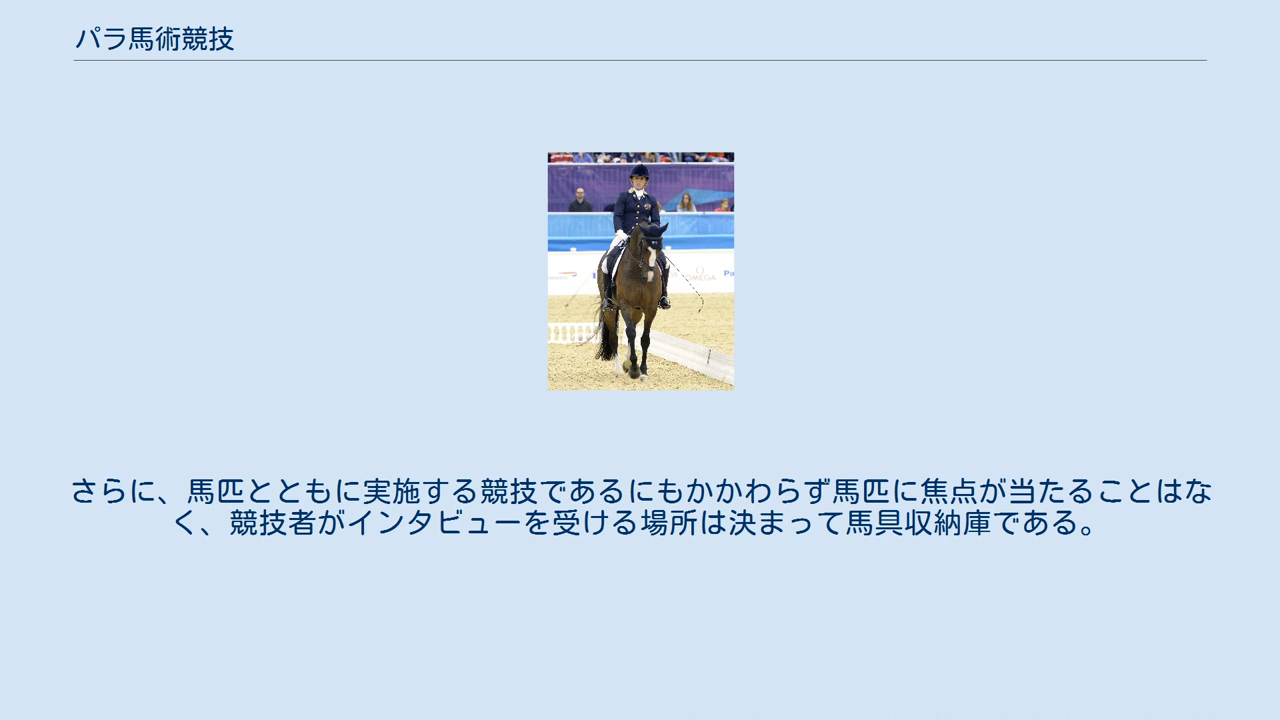 パラ馬術競技
OMEGA
さらに、馬匹とともに実施する競技であるにもかかわらず馬匹に焦点が当たることはな
く、競技者がインタビューを受ける場所は決まって馬具収納庫である。